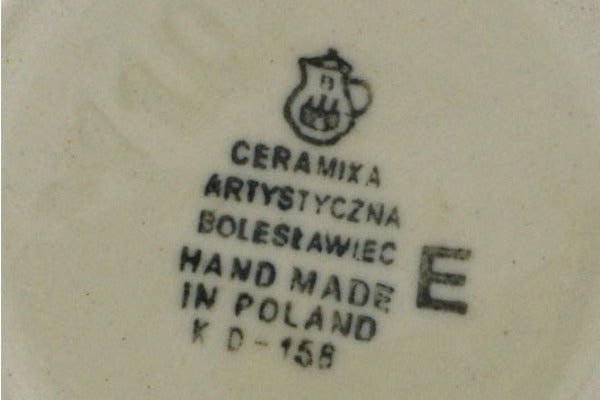 B
CERAMIKA
ARTYSTYCZNA
BOLESŁAWIEC
HAND MADE
IN POLAND
E
K D-158